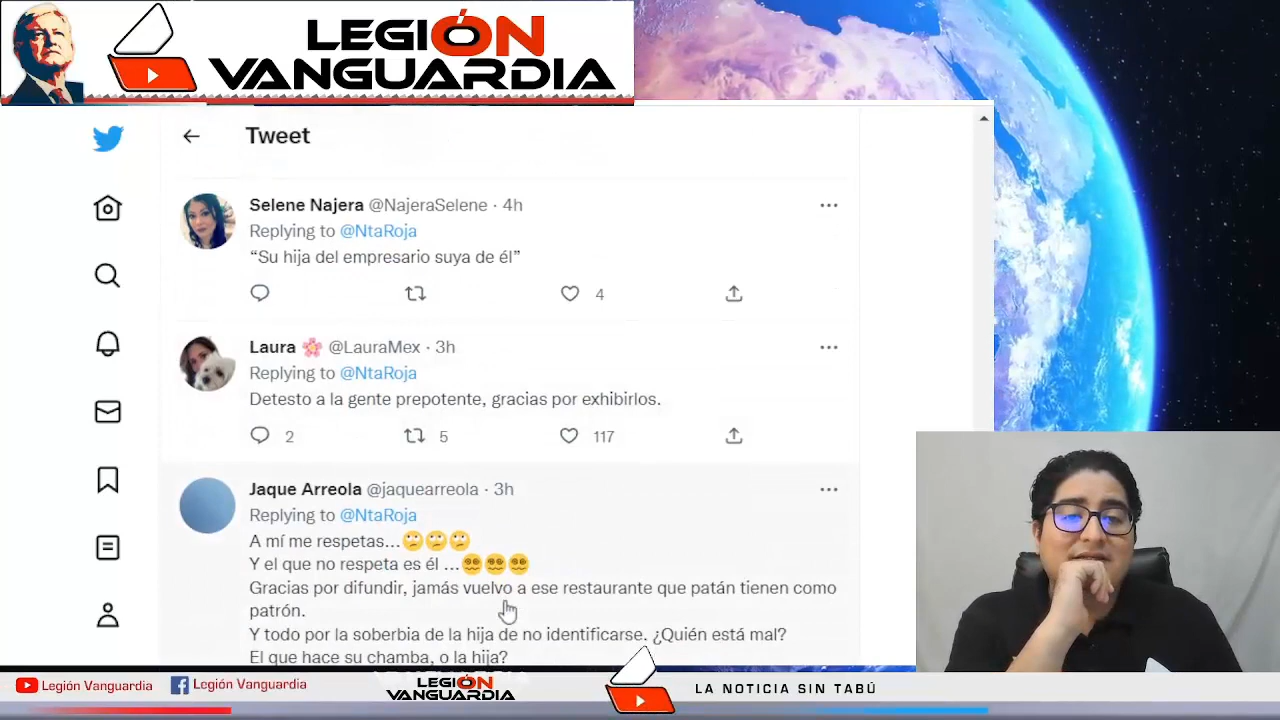 LEGIÓN
VANGUARDIA
Tweet
Selene Najera @NajeraSelene · 4h
Replying to @NtaRoja
“Su hija del empresario suya de él”
4
Laura 🌸 @LauraMex · 3h
Replying to @NtaRoja
Detesto a la gente prepotente, gracias por exhibirlos.
2 5 117
Jaque Arreola @jaquearreola · 3h
Replying to @NtaRoja
A mí me respetas...🙄🙄🙄
Y el que no respeta es él ...😵‍💫😵‍💫😵‍💫
Gracias por difundir, jamás vuelvo a ese restaurante que patán tienen como
patrón.
Y todo por la soberbia de la hija de no identificarse. ¿Quién está mal?
El que hace su chamba, o la hija?
Legión Vanguardia Legión Vanguardia
LEGIÓN
VANGUARDIA
LA NOTICIA SIN TABÚ